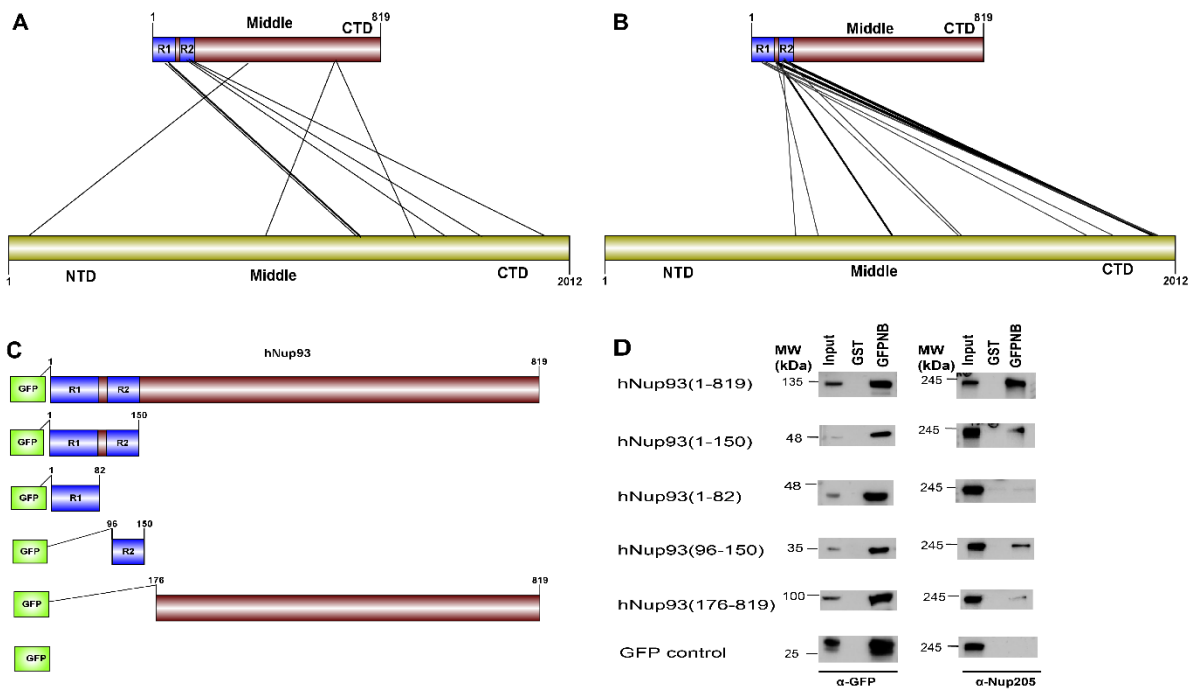 A
1
819
Middle
CTD
R1
R2
NTD
Middle
CTD
1
2012
B
1
819
Middle
CTD
R1
R2
NTD
Middle
CTD
1
2012
C
hNup93
1
819
GFP
R1
R2
1
150
GFP
R1
R2
1
82
GFP
R1
96
150
GFP
R2
176
819
GFP
GFP
D
MW
(kDa)
Input
GST
GFPNB
MW
(kDa)
Input
GST
GFPNB
hNup93(1-819)
135
245
hNup93(1-150)
48
245
hNup93(1-82)
48
245
hNup93(96-150)
35
245
hNup93(176-819)
100
245
GFP control
25
245
α-GFP
α-Nup205